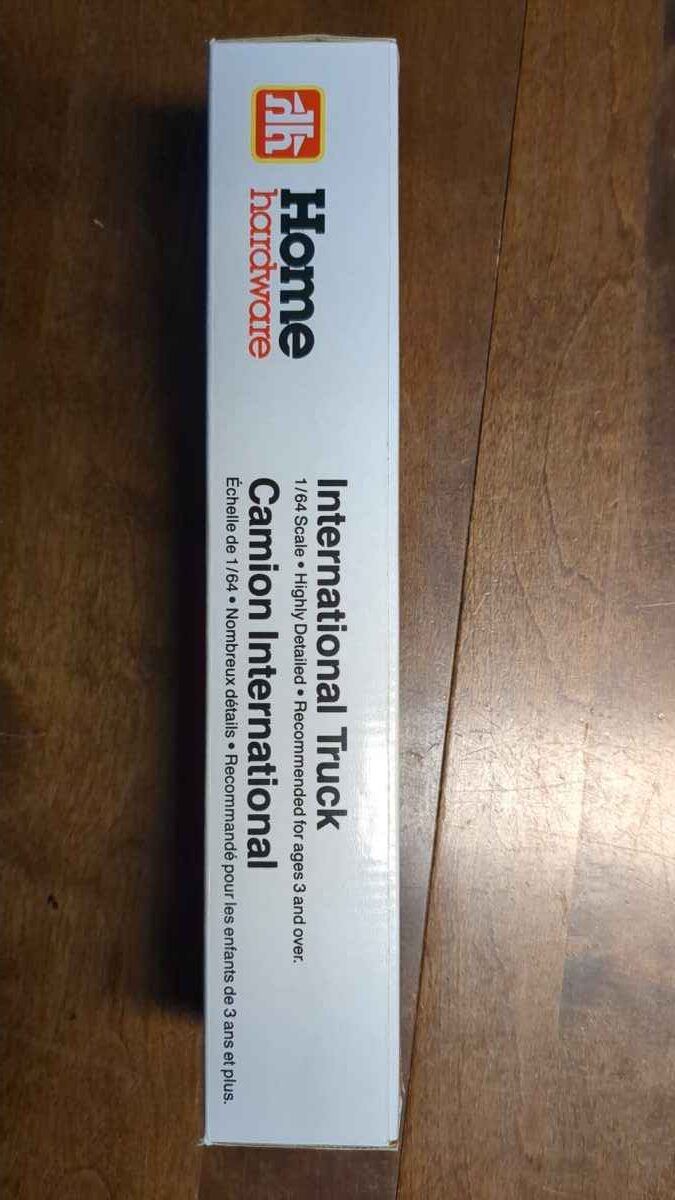 Home
hardware
International Truck
1/64 Scale • Highly Detailed • Recommended for ages 3 and over.
Camion International
Échelle de 1/64 • Nombreux détails • Recommandé pour les enfants de 3 ans et plus.